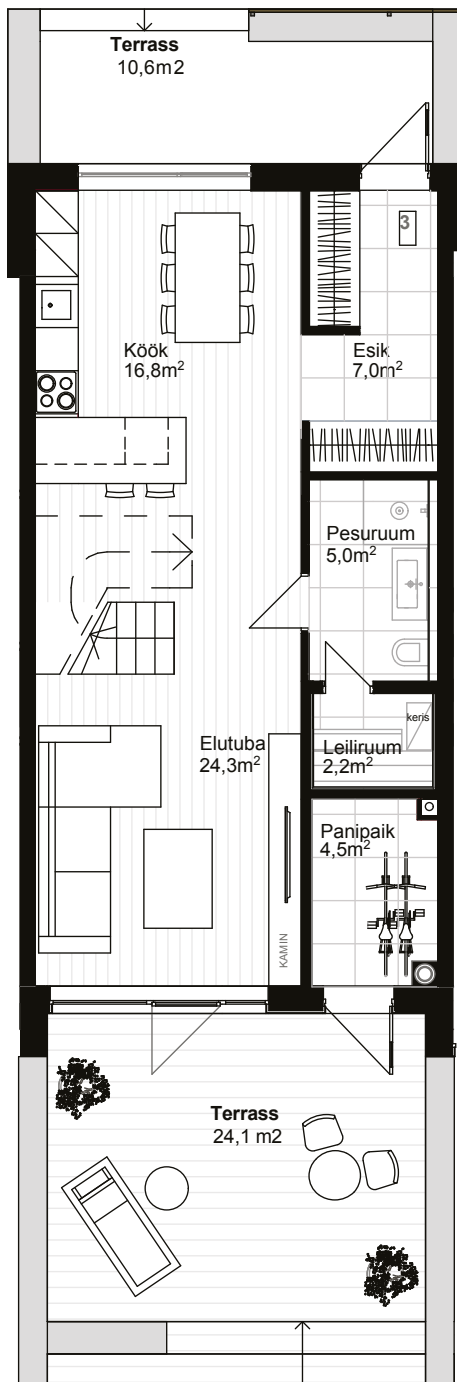 Terrass
10,6m2
3
Köök
16,8m²
Esik
7,0m²
Pesuruum
5,0m²
keris
Elutuba
24,3m²
Leiliruum
2,2m²
Panipaik
4,5m²
KAMIN
Terrass
24,1 m2